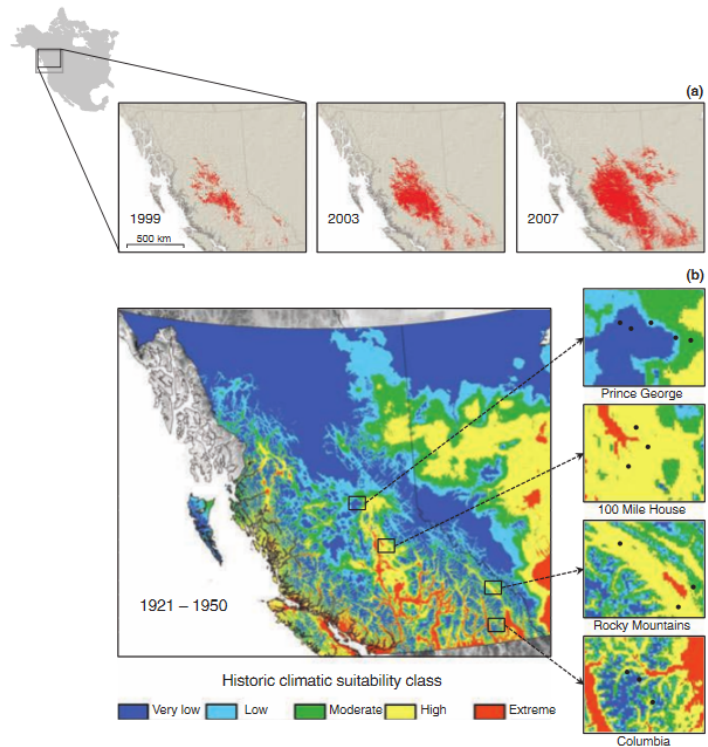 (a)
1999
500 km
2003
2007
(b)
Prince George
100 Mile House
Rocky Mountains
Columbia
1921 – 1950
Historic climatic suitability class
Very low
Low
Moderate
High
Extreme